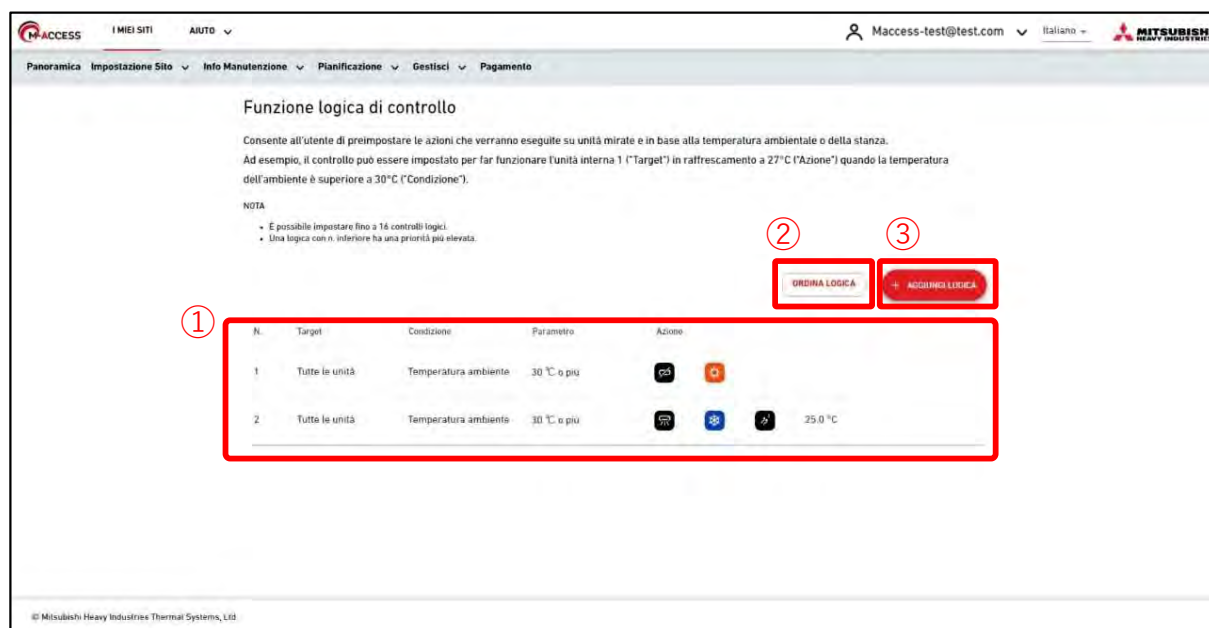 M-ACCESS I MIEI SITI AIUTO Maccess-test@test.com Italiano MITSUBISHI
HEAVY INDUSTRIES
Panoramica Impostazione Sito Info Manutenzione Pianificazione Gestisci Pagamento
Funzione logica di controllo
Consente all'utente di preimpostare le azioni che verranno eseguite su unità mirate e in base alla temperatura ambientale o della stanza.
Ad esempio, il controllo può essere impostato per far funzionare l'unità interna 1 ("Target") in raffrescamento a 27°C ("Azione") quando la temperatura
dell'ambiente è superiore a 30°C ("Condizione").
NOTA
• È possibile impostare fino a 16 controlli logici.
• Una logica con n. inferiore ha una priorità più elevata.
② ③
ORDINA LOGICA + AGGIUNGI LOGICA
①
N. Target Condizione Parametro Azione
1 Tutte le unità Temperatura ambiente 30 °C o più
2 Tutte le unità Temperatura ambiente 30 °C o più 25.0 °C
© Mitsubishi Heavy Industries Thermal Systems, Ltd